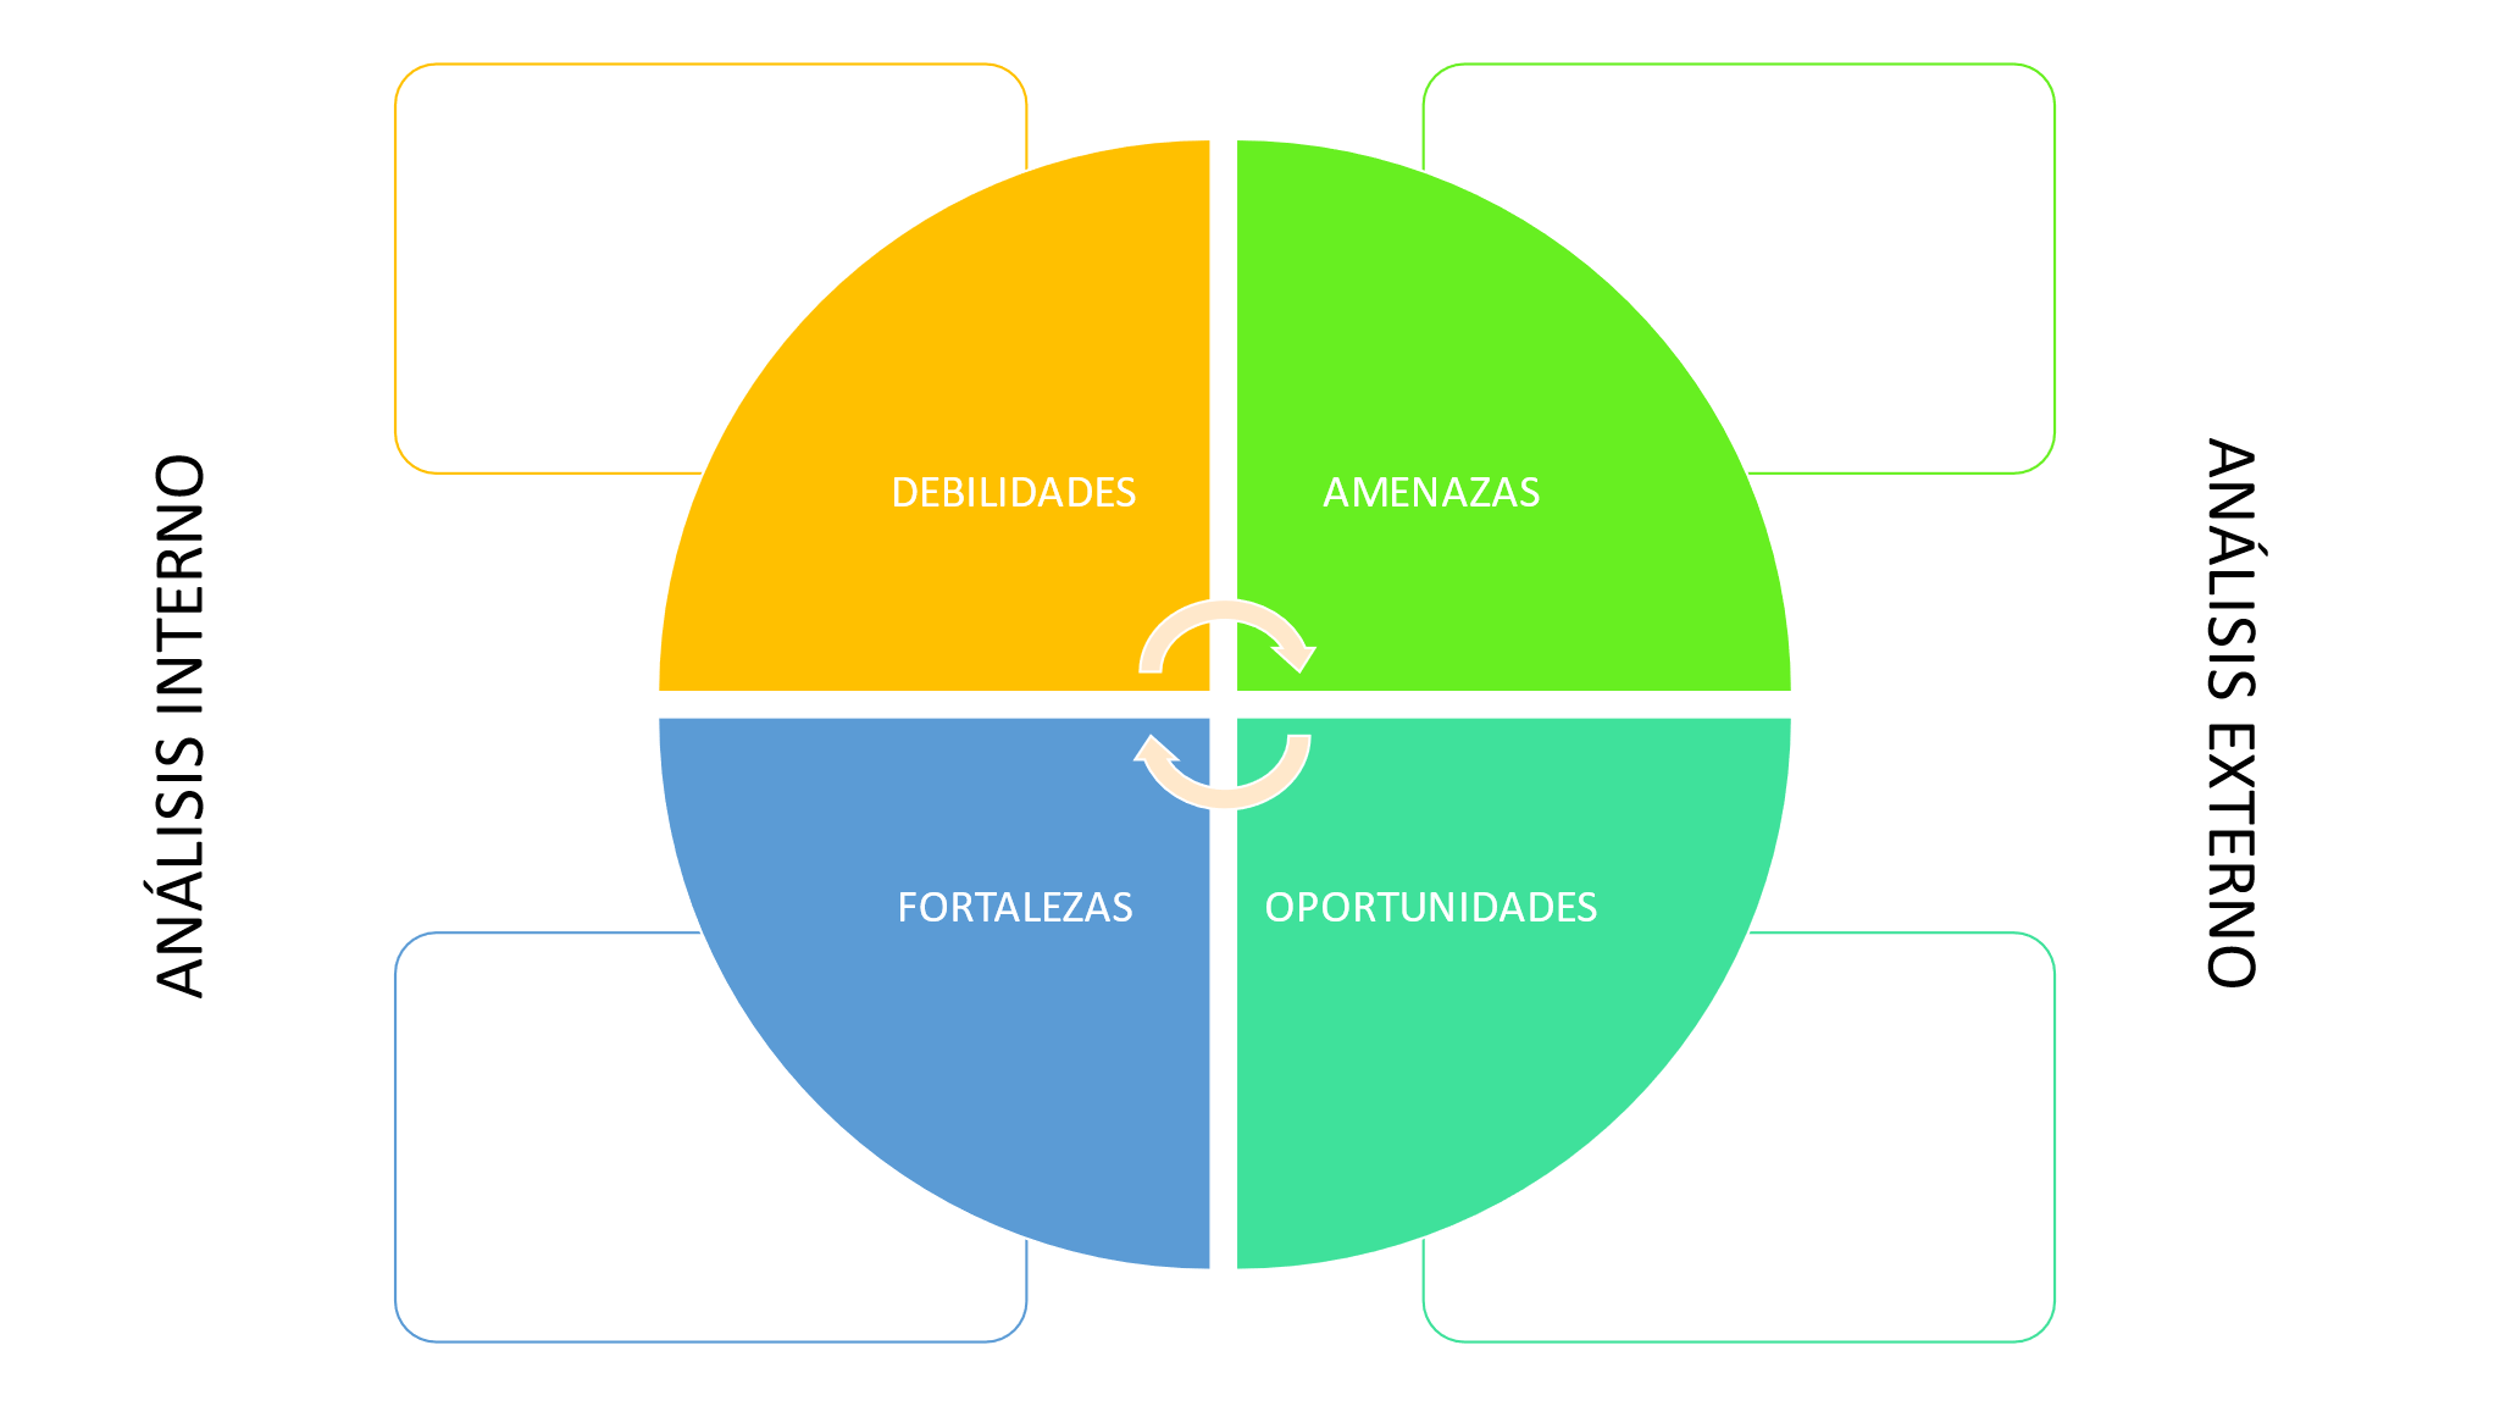 ANÁLISIS INTERNO
DEBILIDADES
AMENAZAS
FORTALEZAS
OPORTUNIDADES
ANÁLISIS EXTERNO